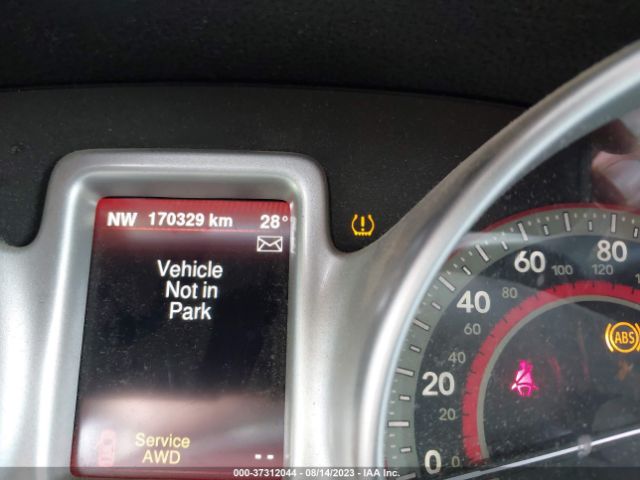 NW 170329 km 28°
Vehicle
Not in
Park
Service
AWD
--
80
60
40
20
0
120
100
80
60
40
20
0
ABS
000-37312044 - 08/14/2023 - IAA Inc.